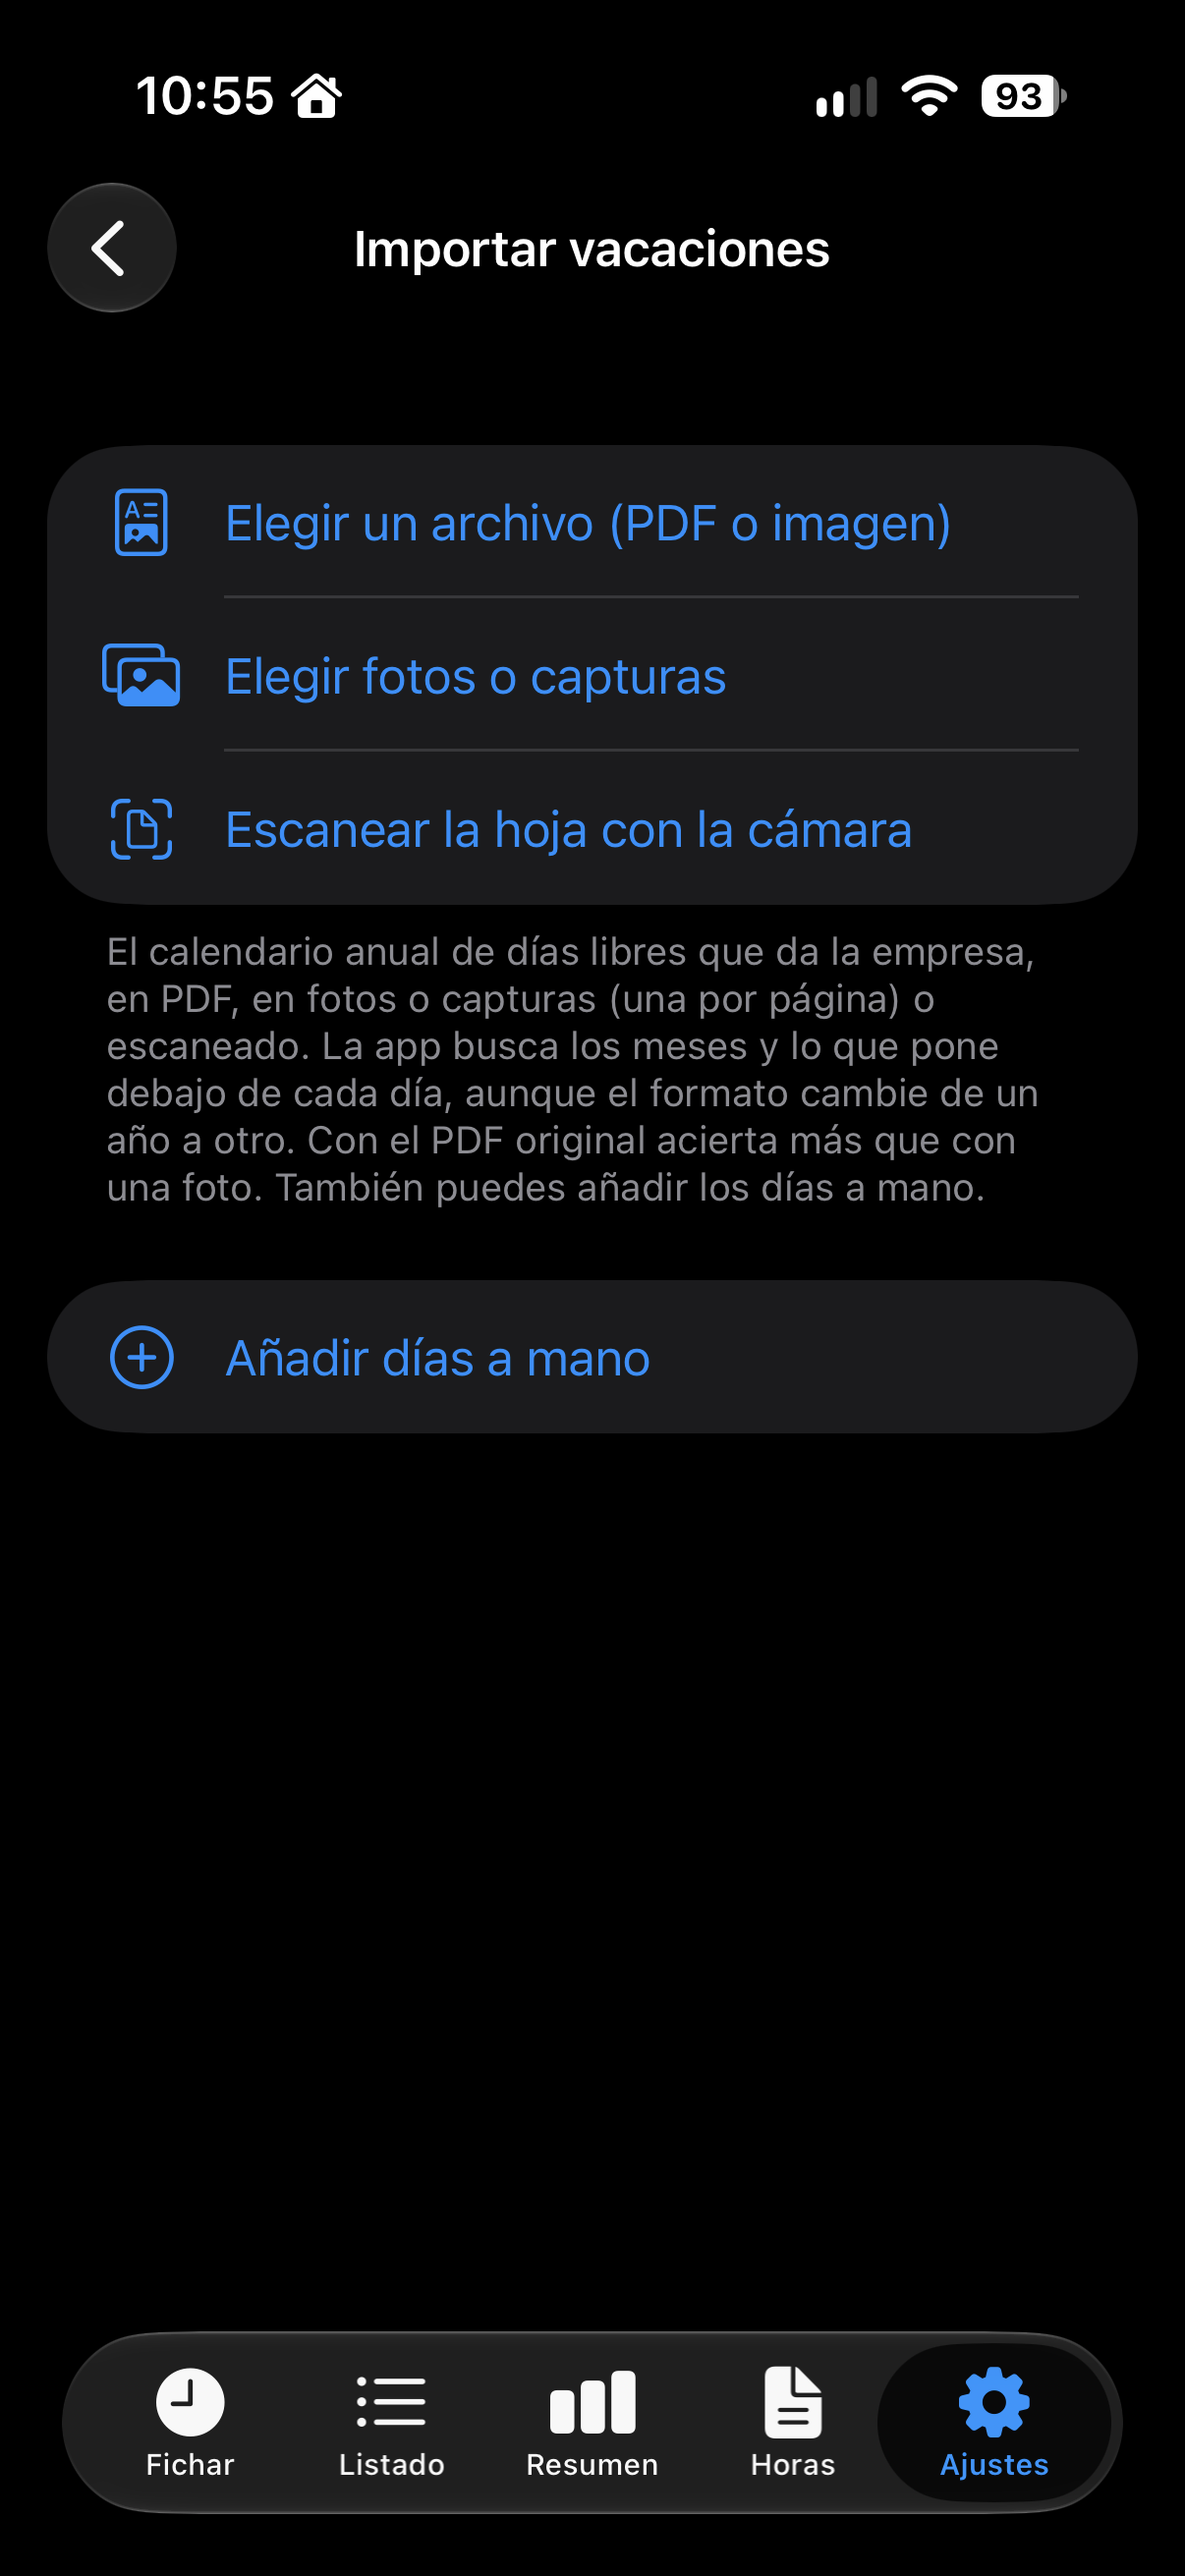 10:55
93
Importar vacaciones
Elegir un archivo (PDF o imagen)
Elegir fotos o capturas
Escanear la hoja con la cámara
El calendario anual de días libres que da la empresa,
en PDF, en fotos o capturas (una por página) o
escaneado. La app busca los meses y lo que pone
debajo de cada día, aunque el formato cambie de un
año a otro. Con el PDF original acierta más que con
una foto. También puedes añadir los días a mano.
Añadir días a mano
Fichar
Listado
Resumen
Horas
Ajustes